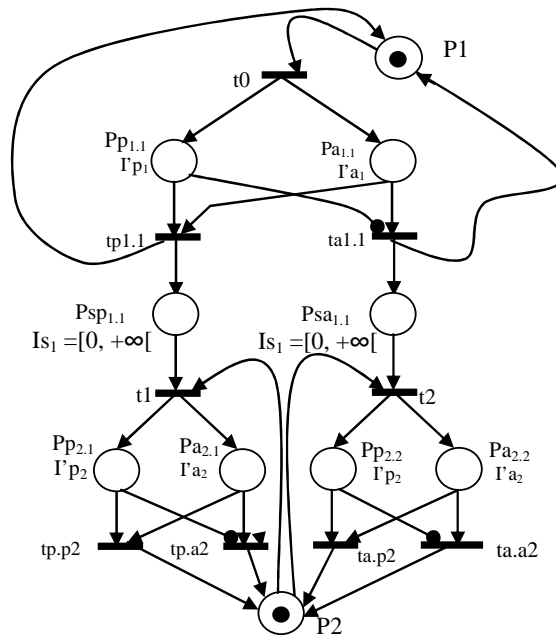 P1
t0
Pp1.1
I'p1
Pa1.1
I'a1
tp1.1
ta1.1
Psp1.1
Is1 =[0, +∞[
Psa1.1
Is1 =[0, +∞[
t1
t2
Pp2.1
I'p2
Pa2.1
I'a2
Pp2.2
I'p2
Pa2.2
I'a2
tp.p2
tp.a2
ta.p2
ta.a2
P2